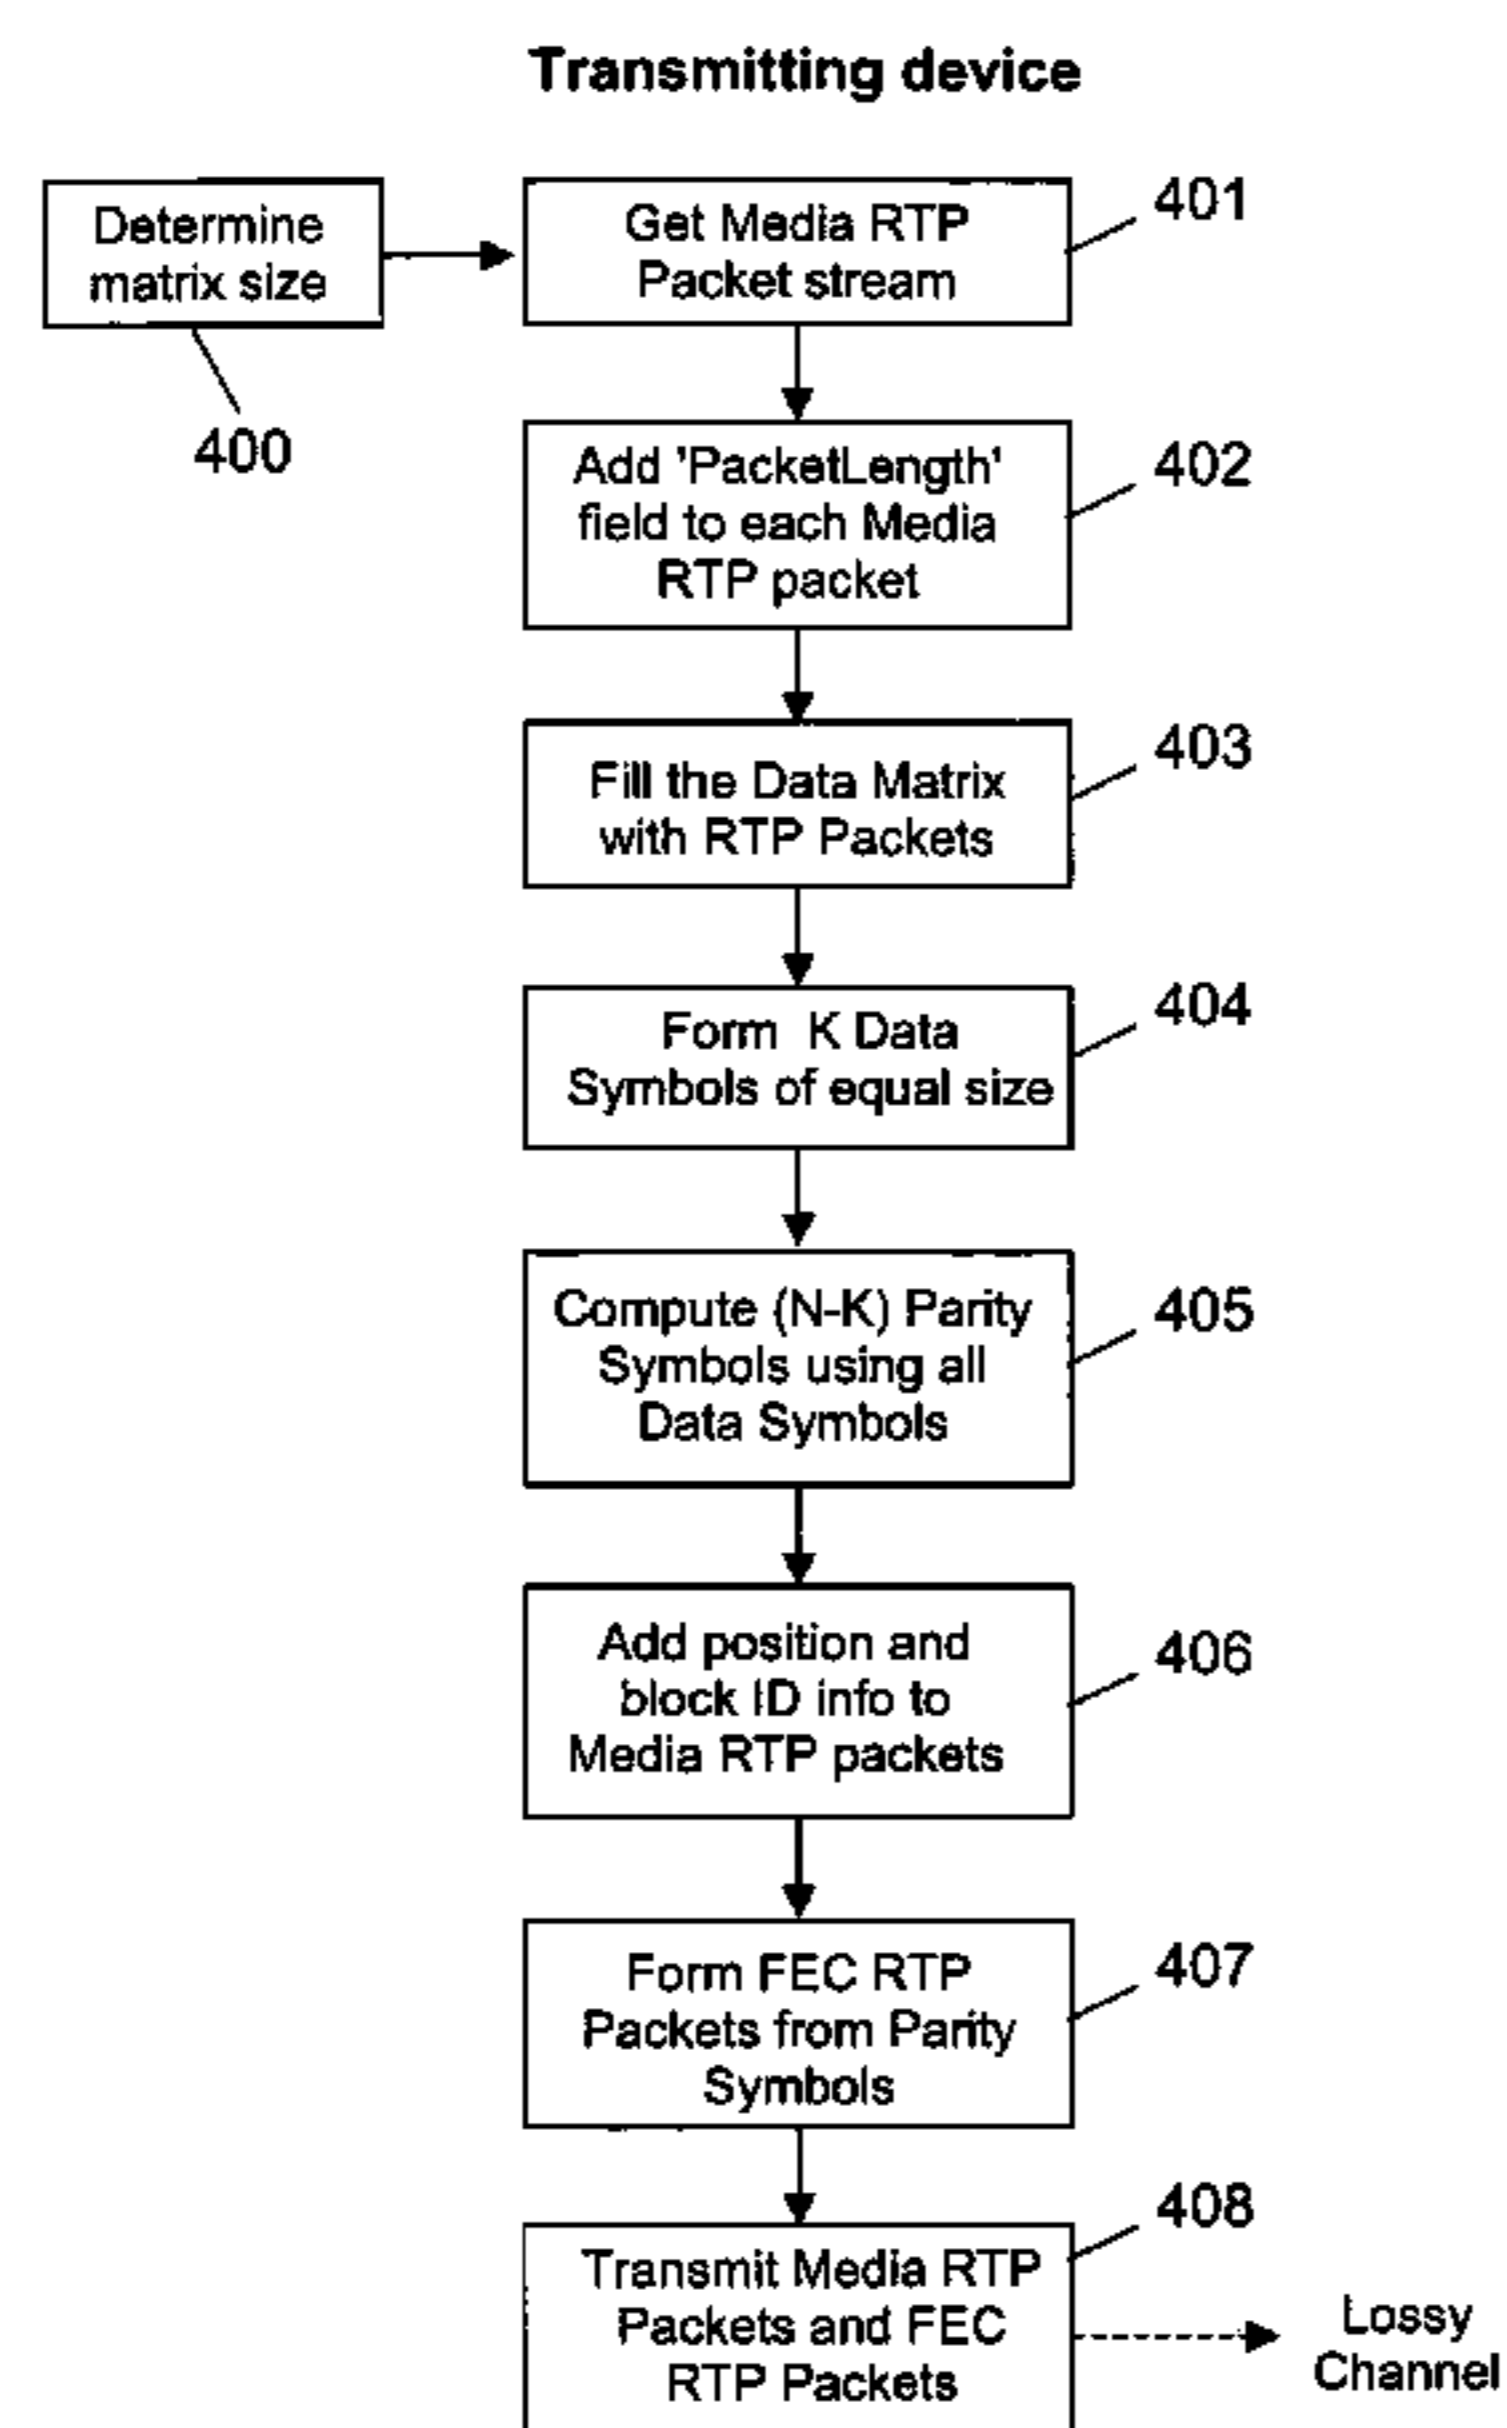 Transmitting device
Determine
matrix size
400
Get Media RTP
Packet stream
401
Add 'PacketLength'
field to each Media
RTP packet
402
Fill the Data Matrix
with RTP Packets
403
Form K Data
Symbols of equal size
404
Compute (N-K) Parity
Symbols using all
Data Symbols
405
Add position and
block ID info to
Media RTP packets
406
Form FEC RTP
Packets from Parity
Symbols
407
Transmit Media RTP
Packets and FEC
RTP Packets
408
Lossy
Channel